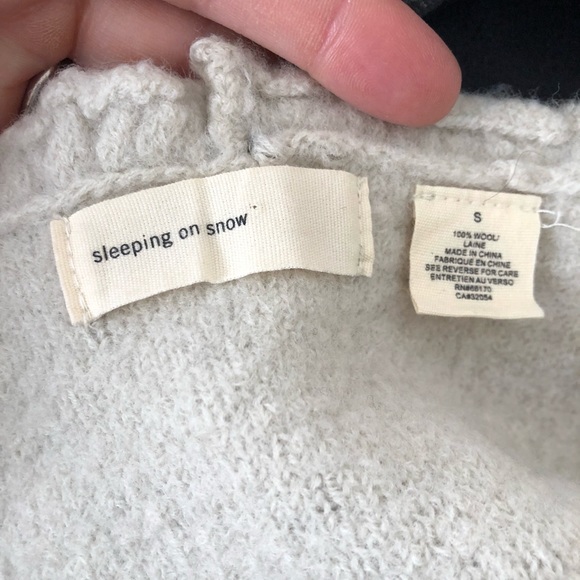 sleeping on snow
S
100% WOOL/
LAINE
MADE IN CHINA
FABRIQUÉ EN CHINE
SEE REVERSE FOR CARE
ENTRETIEN AU VERSO
RN#66170
CA#32054